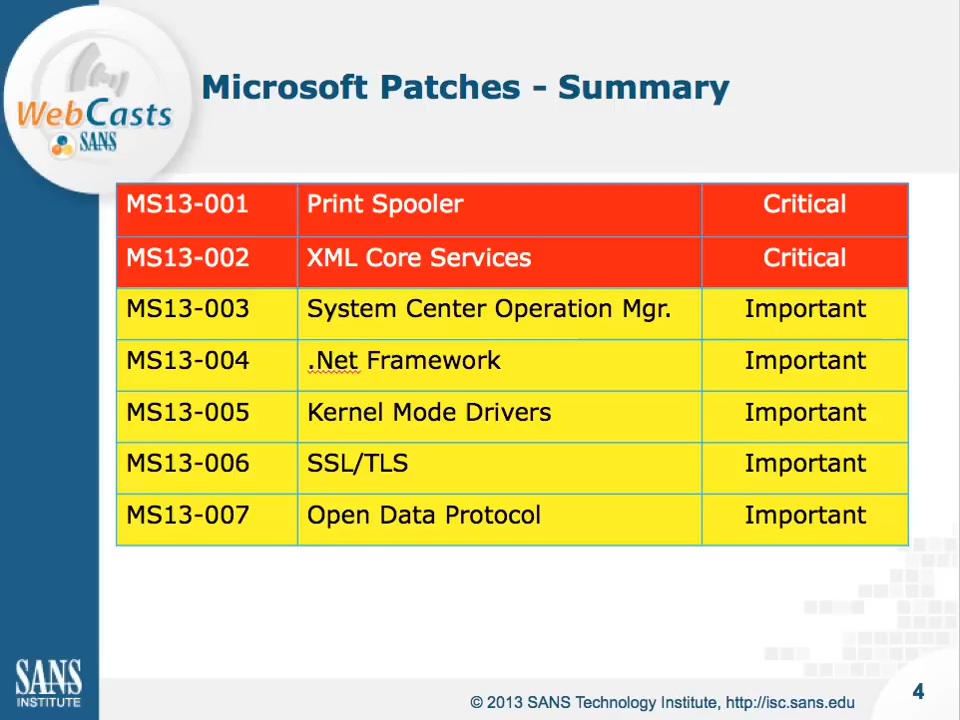 WebCasts
SANS
Microsoft Patches - Summary
MS13-001 Print Spooler Critical
MS13-002 XML Core Services Critical
MS13-003 System Center Operation Mgr. Important
MS13-004 .Net Framework Important
MS13-005 Kernel Mode Drivers Important
MS13-006 SSL/TLS Important
MS13-007 Open Data Protocol Important
SANS
INSTITUTE
© 2013 SANS Technology Institute, http://isc.sans.edu
4